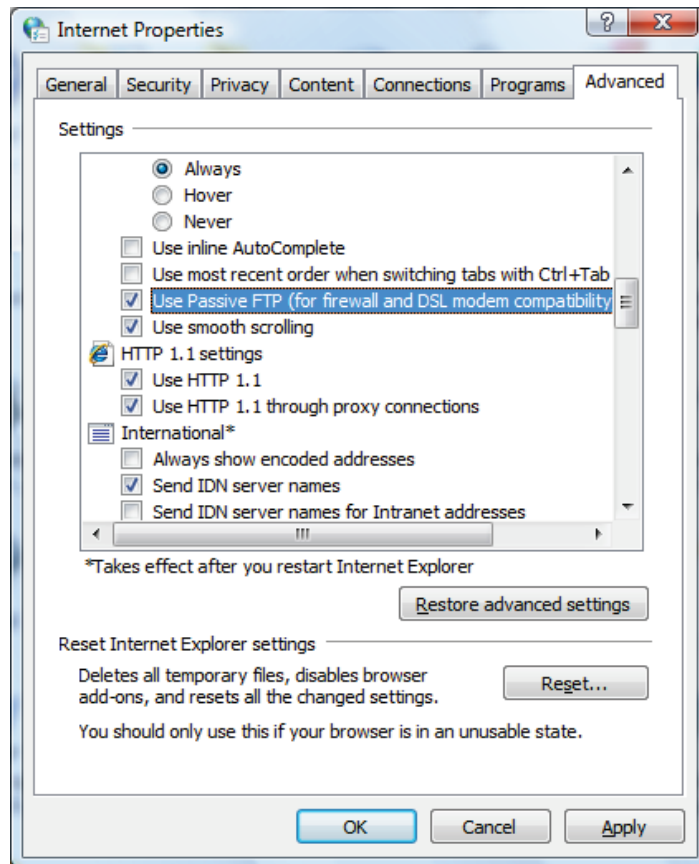 Internet Properties
General Security Privacy Content Connections Programs Advanced
Settings
Always
Hover
Never
Use inline AutoComplete
Use most recent order when switching tabs with Ctrl+Tab
Use Passive FTP (for firewall and DSL modem compatibility
Use smooth scrolling
HTTP 1.1 settings
Use HTTP 1.1
Use HTTP 1.1 through proxy connections
International*
Always show encoded addresses
Send IDN server names
Send IDN server names for Intranet addresses
*Takes effect after you restart Internet Explorer
Restore advanced settings
Reset Internet Explorer settings
Deletes all temporary files, disables browser
add-ons, and resets all the changed settings.
Reset...
You should only use this if your browser is in an unusable state.
OK Cancel Apply